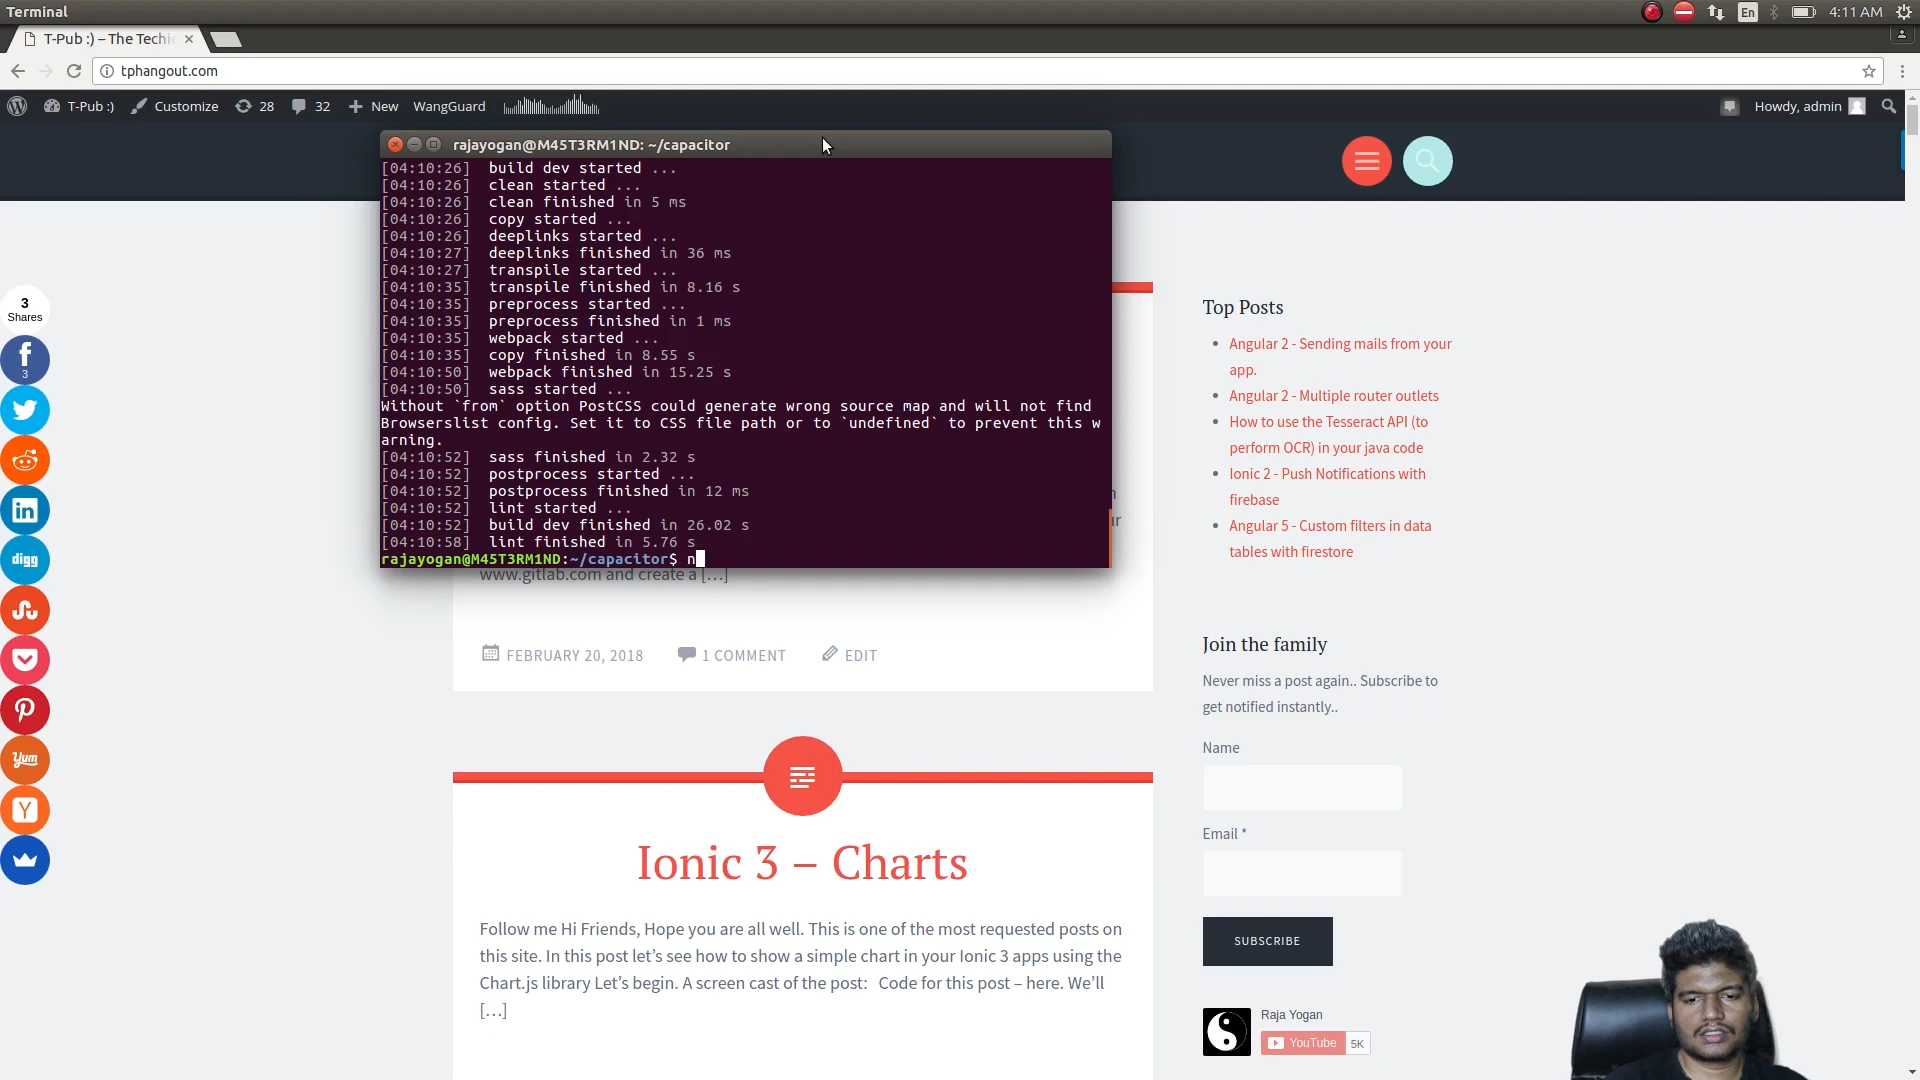 Terminal
En
4:11 AM
T-Pub :) – The Techi
tphangout.com
T-Pub :)
Customize
28
32
New
WangGuard
Howdy, admin
rajayogan@M45T3RM1ND: ~/capacitor
[04:10:26]  build dev started ...
[04:10:26]  clean started ...
[04:10:26]  clean finished in 5 ms
[04:10:26]  copy started ...
[04:10:26]  deeplinks started ...
[04:10:27]  deeplinks finished in 36 ms
[04:10:27]  transpile started ...
[04:10:35]  transpile finished in 8.16 s
[04:10:35]  preprocess started ...
[04:10:35]  preprocess finished in 1 ms
[04:10:35]  webpack started ...
[04:10:35]  copy finished in 8.55 s
[04:10:50]  webpack finished in 15.25 s
[04:10:50]  sass started ...
Without `from` option PostCSS could generate wrong source map and will not find
Browserslist config. Set it to CSS file path or to `undefined` to prevent this w
arning.
[04:10:52]  sass finished in 2.32 s
[04:10:52]  postprocess started ...
[04:10:52]  postprocess finished in 12 ms
[04:10:52]  lint started ...
[04:10:52]  build dev finished in 26.02 s
[04:10:58]  lint finished in 5.76 s
rajayogan@M45T3RM1ND:~/capacitor$ n
www.gitlab.com and create a […]
FEBRUARY 20, 2018
1 COMMENT
EDIT
Ionic 3 – Charts
Follow me Hi Friends, Hope you are all well. This is one of the most requested posts on
this site. In this post let’s see how to show a simple chart in your Ionic 3 apps using the
Chart.js library Let’s begin. A screen cast of the post:   Code for this post – here. We’ll
[…]
3
Shares
3
digg
Yum
Top Posts
Angular 2 - Sending mails from your
app.
Angular 2 - Multiple router outlets
How to use the Tesseract API (to
perform OCR) in your java code
Ionic 2 - Push Notifications with
firebase
Angular 5 - Custom filters in data
tables with firestore
Join the family
Never miss a post again.. Subscribe to
get notified instantly..
Name
Email *
SUBSCRIBE
Raja Yogan
YouTube
5K